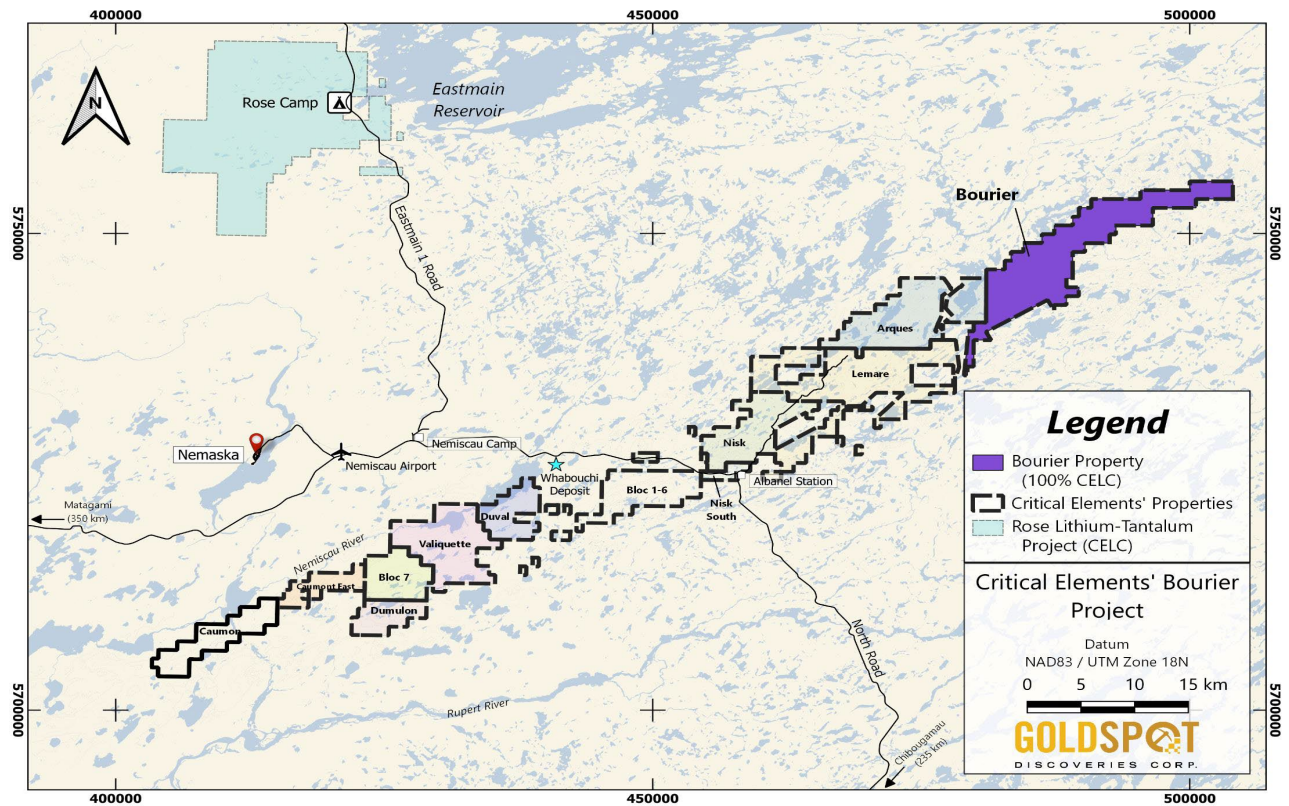 400000
450000
500000
N
Rose Camp
Eastmain
Reservoir
5750000
5750000
Bourier
Eastmain 1 Road
Arques
Lemare
Nisk
Nemaska
Nemiscau Camp
Nemiscau Airport
Whabouchi
Deposit
Bloc 1-6
Albanel Station
Nisk
South
Matagami
(350 km)
Duval
Valiquette
Nemiscau River
Bloc 7
Caumont East
Dumulon
Caumon
North Road
Rupert River
5700000
5700000
Chibougamau
(235 km)
Legend
Bourier Property
(100% CELC)
Critical Elements' Properties
Rose Lithium-Tantalum
Project (CELC)
Critical Elements' Bourier
Project
Datum
NAD83 / UTM Zone 18N
0 5 10 15 km
GOLDSPOT
DISCOVERIES CORP.
400000
450000
500000